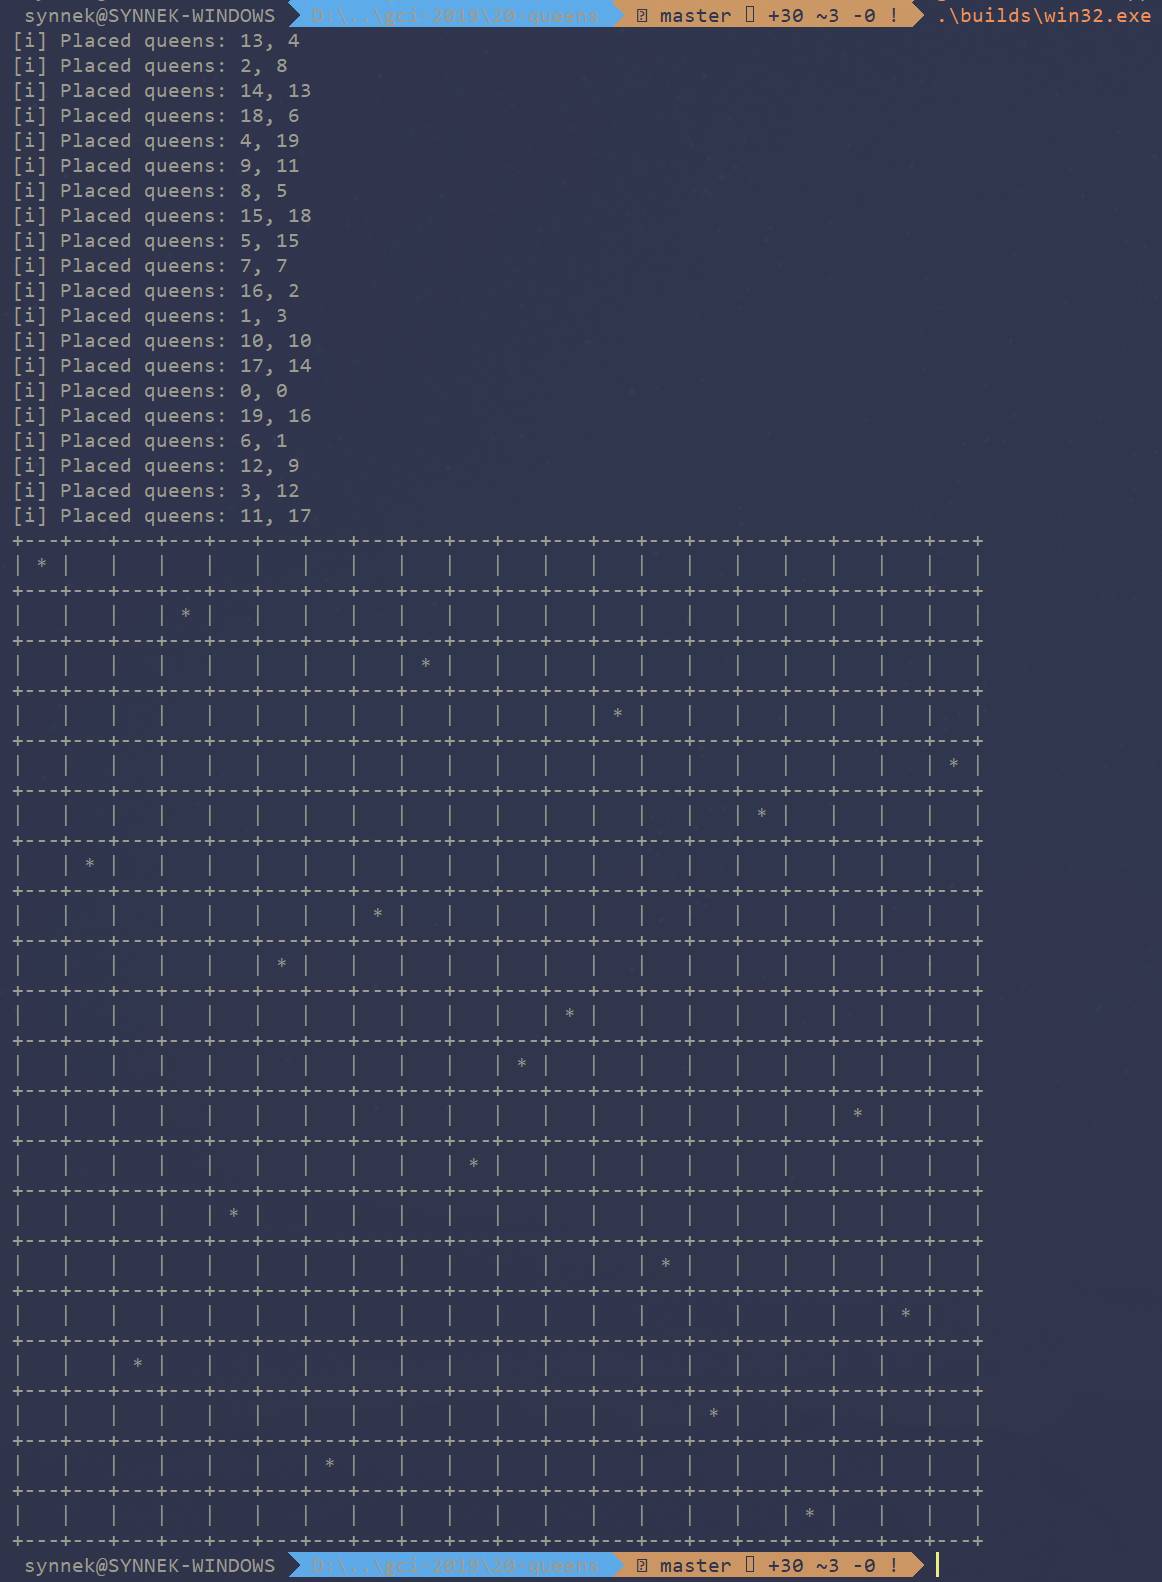 synnek@SYNNEK-WINDOWS D:\..\gci-2019\20-queens master +30 ~3 -0 ! .\builds\win32.exe
[i] Placed queens: 13, 4
[i] Placed queens: 2, 8
[i] Placed queens: 14, 13
[i] Placed queens: 18, 6
[i] Placed queens: 4, 19
[i] Placed queens: 9, 11
[i] Placed queens: 8, 5
[i] Placed queens: 15, 18
[i] Placed queens: 5, 15
[i] Placed queens: 7, 7
[i] Placed queens: 16, 2
[i] Placed queens: 1, 3
[i] Placed queens: 10, 10
[i] Placed queens: 17, 14
[i] Placed queens: 0, 0
[i] Placed queens: 19, 16
[i] Placed queens: 6, 1
[i] Placed queens: 12, 9
[i] Placed queens: 3, 12
[i] Placed queens: 11, 17
synnek@SYNNEK-WINDOWS D:\..\gci-2019\20-queens master +30 ~3 -0 !